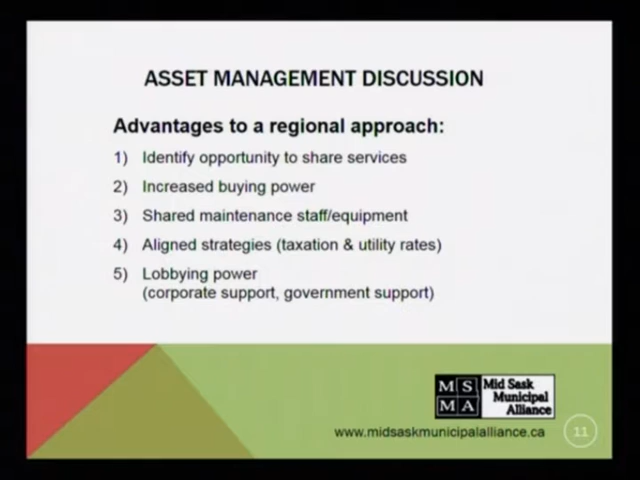 ASSET MANAGEMENT DISCUSSION
Advantages to a regional approach:
1) Identify opportunity to share services
2) Increased buying power
3) Shared maintenance staff/equipment
4) Aligned strategies (taxation & utility rates)
5) Lobbying power
(corporate support, government support)
M S
M A
Mid Sask
Municipal
Alliance
www.midsaskmunicipalalliance.ca
11